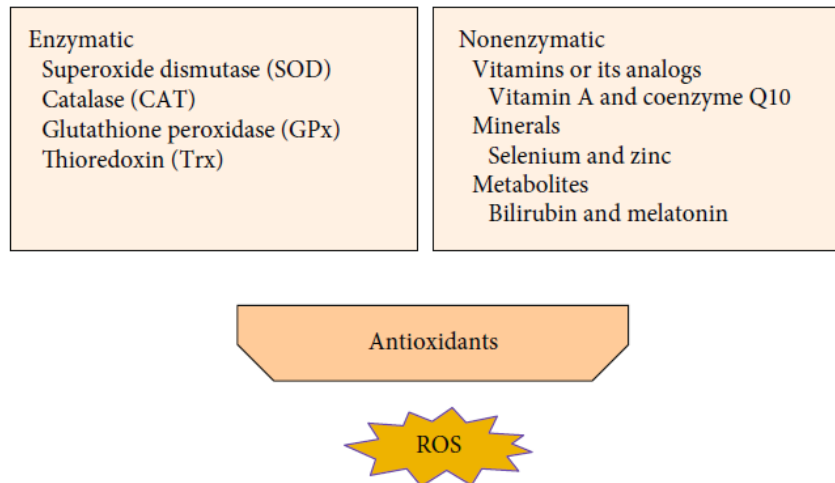 Enzymatic
Superoxide dismutase (SOD)
Catalase (CAT)
Glutathione peroxidase (GPx)
Thioredoxin (Trx)
Nonenzymatic
Vitamins or its analogs
Vitamin A and coenzyme Q10
Minerals
Selenium and zinc
Metabolites
Bilirubin and melatonin
Antioxidants
ROS